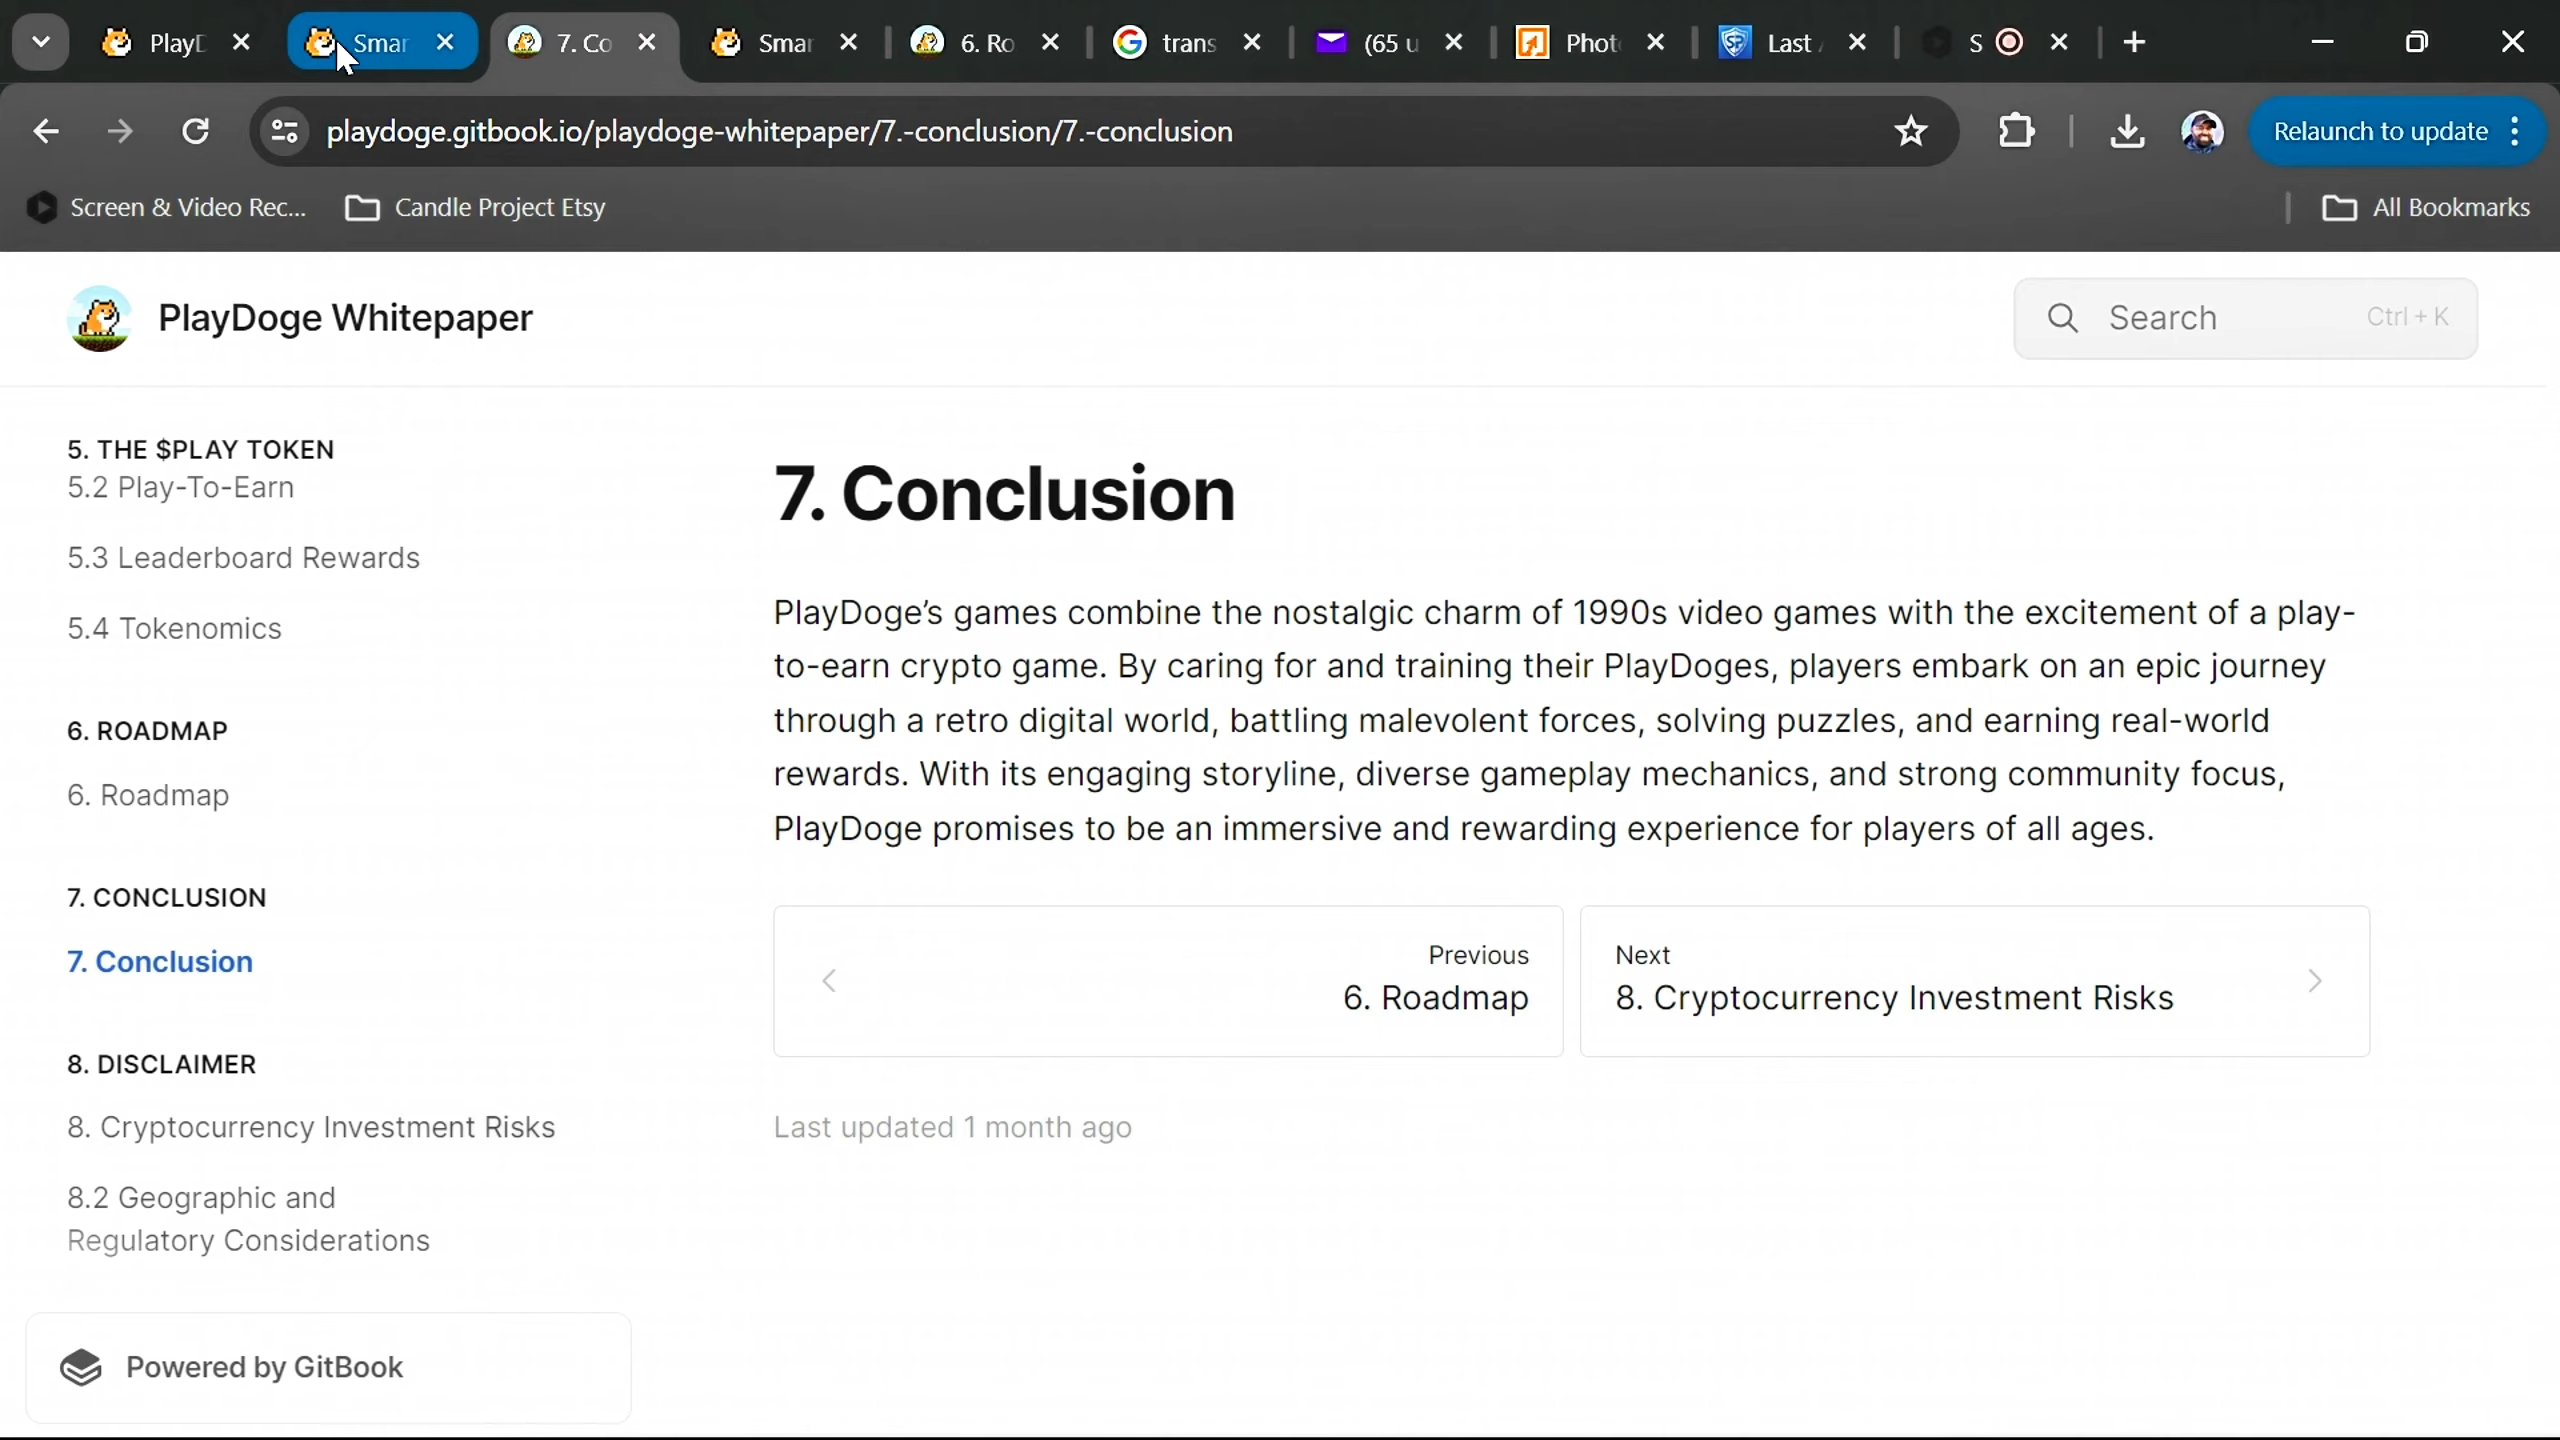 PlayD
Smar
7. Co
Smar
6. Ro
trans
(65 u
Phot
Last
S
playdoge.gitbook.io/playdoge-whitepaper/7.-conclusion/7.-conclusion
Relaunch to update
Screen & Video Rec...
Candle Project Etsy
All Bookmarks
PlayDoge Whitepaper
Search
Ctrl + K
5. THE $PLAY TOKEN
5.2 Play-To-Earn
5.3 Leaderboard Rewards
5.4 Tokenomics
6. ROADMAP
6. Roadmap
7. CONCLUSION
7. Conclusion
8. DISCLAIMER
8. Cryptocurrency Investment Risks
8.2 Geographic and
Regulatory Considerations
Powered by GitBook
7. Conclusion
PlayDoge’s games combine the nostalgic charm of 1990s video games with the excitement of a play-
to-earn crypto game. By caring for and training their PlayDoges, players embark on an epic journey
through a retro digital world, battling malevolent forces, solving puzzles, and earning real-world
rewards. With its engaging storyline, diverse gameplay mechanics, and strong community focus,
PlayDoge promises to be an immersive and rewarding experience for players of all ages.
Previous
6. Roadmap
Next
8. Cryptocurrency Investment Risks
Last updated 1 month ago